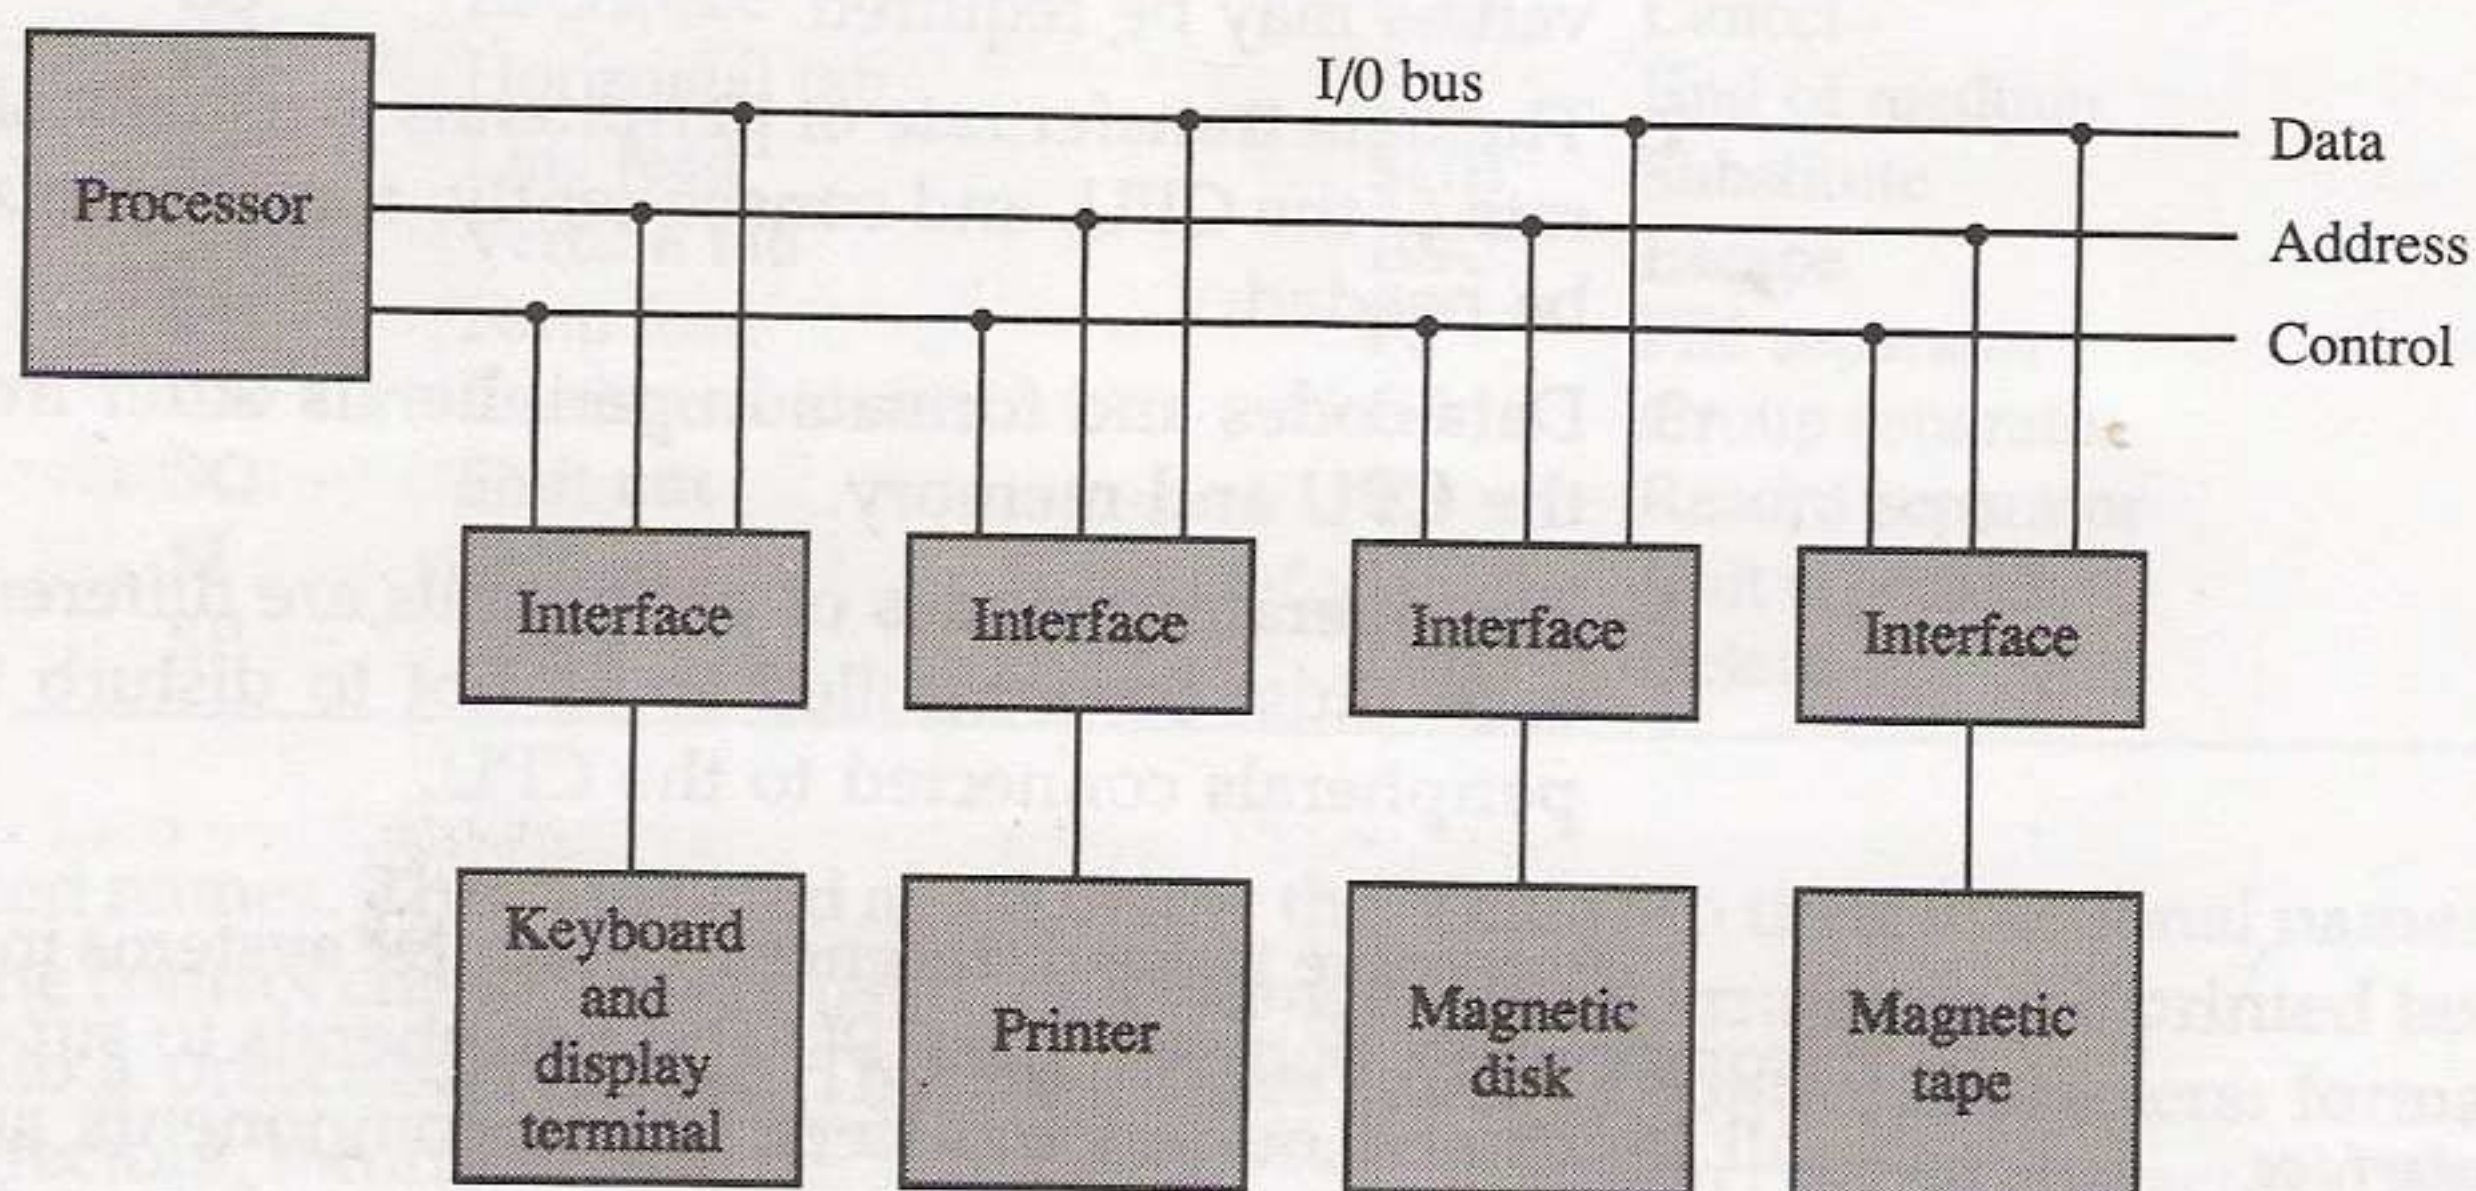 I/0 bus
Data
Processor
Address
Control
Interface
Interface
Interface
Interface
Keyboard
and
display
terminal
Printer
Magnetic
disk
Magnetic
tape